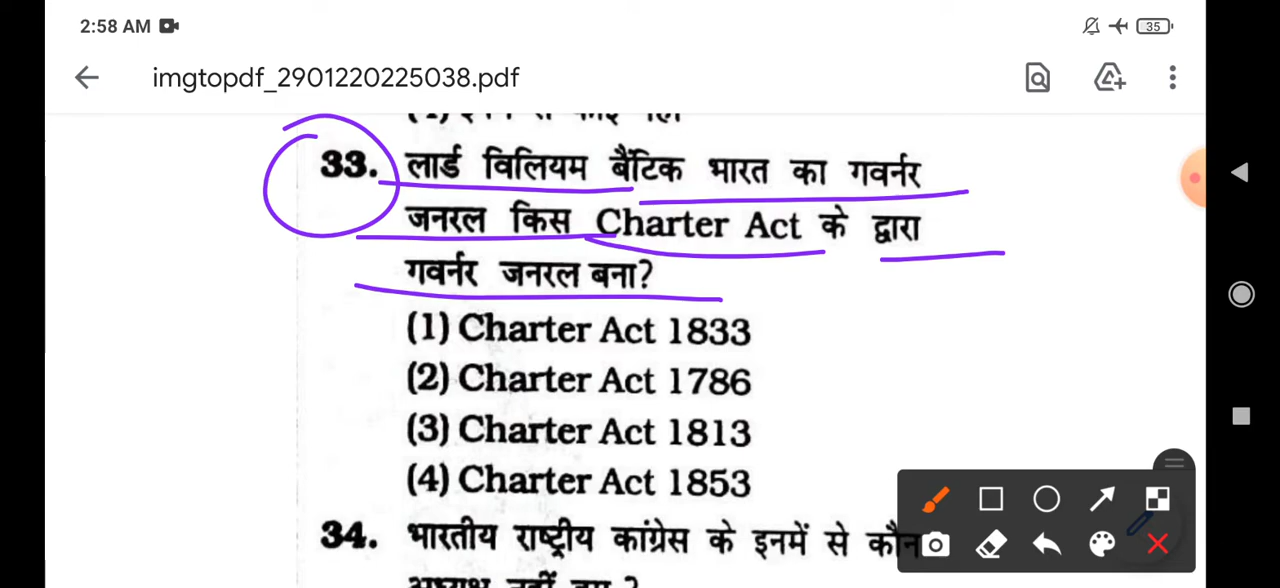 2:58 AM
35
imgtopdf_2901220225038.pdf
33. लार्ड विलियम बैंटिक भारत का गवर्नर
जनरल किस Charter Act के द्वारा
गवर्नर जनरल बना?
(1) Charter Act 1833
(2) Charter Act 1786
(3) Charter Act 1813
(4) Charter Act 1853
34. भारतीय राष्ट्रीय कांग्रेस के इनमें से कौन